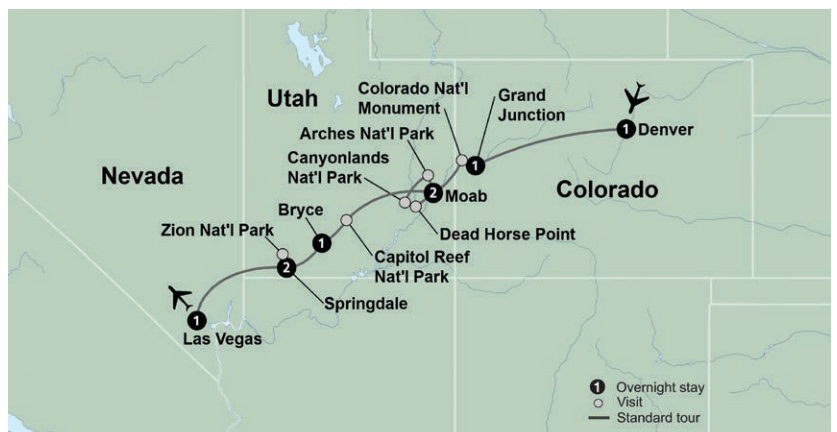 Colorado Nat'l
Monument
Grand
Junction
Utah
Arches Nat'l Park
1
Denver
Canyonlands
Nat'l Park
1
Nevada
2
Moab
Colorado
Bryce
Zion Nat'l Park
Dead Horse Point
1
Capitol Reef
Nat'l Park
2
Springdale
1
Las Vegas
1 Overnight stay
Visit
Standard tour